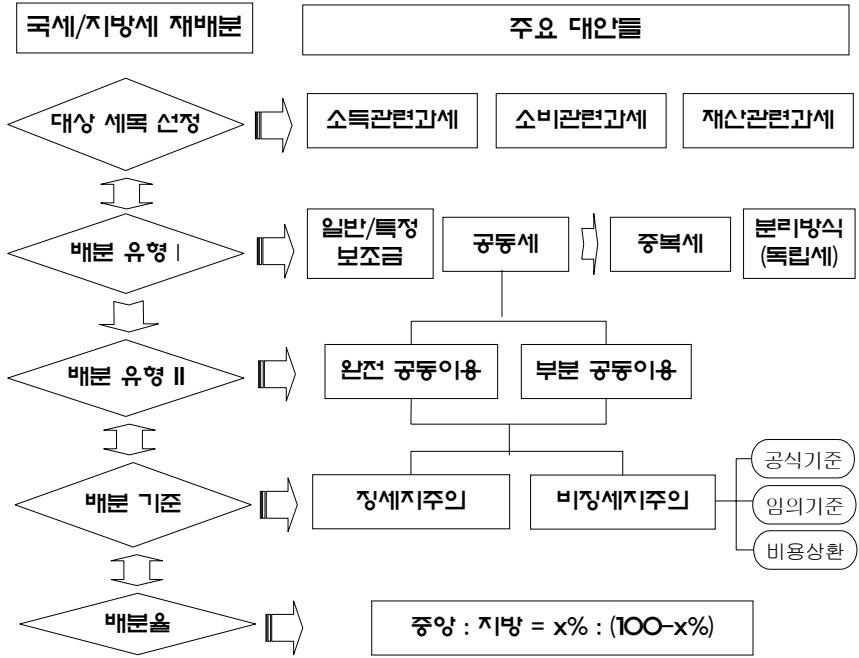 국세/지방세 재배분
주요 대안들
대상 세목 선정
소득관련과세
소비관련과세
재산관련과세
배분 유형 I
일반/특정
보조금
공동세
중복세
분리방식
(독립세)
배분 유형 II
완전 공동이용
부분 공동이용
배분 기준
징세지주의
비징세지주의
공식기준
임의기준
비용상환
배분율
중앙 : 지방 = x% : (100-x%)